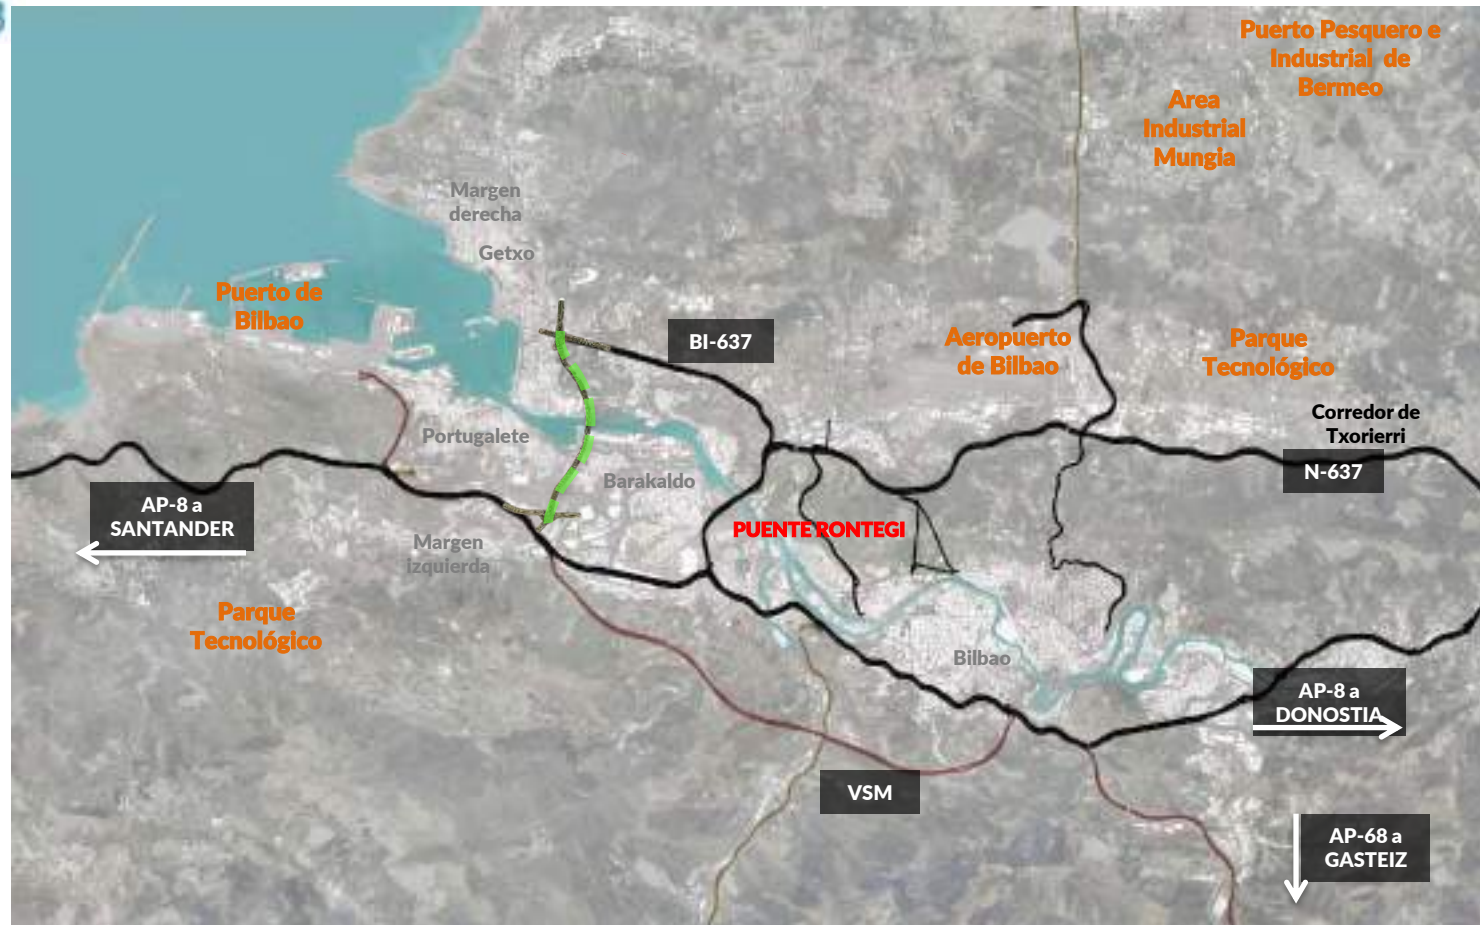 Puerto Pesquero e
Industrial de
Bermeo
Area
Industrial
Mungia
Margen
derecha
Getxo
Puerto de
Bilbao
BI-637
Aeropuerto
de Bilbao
Parque
Tecnológico
Corredor de
Txorierri
N-637
Portugalete
Barakaldo
AP-8 a
SANTANDER
PUENTE RONTEGI
Margen
izquierda
Parque
Tecnológico
Bilbao
AP-8 a
DONOSTIA
VSM
AP-68 a
GASTEIZ